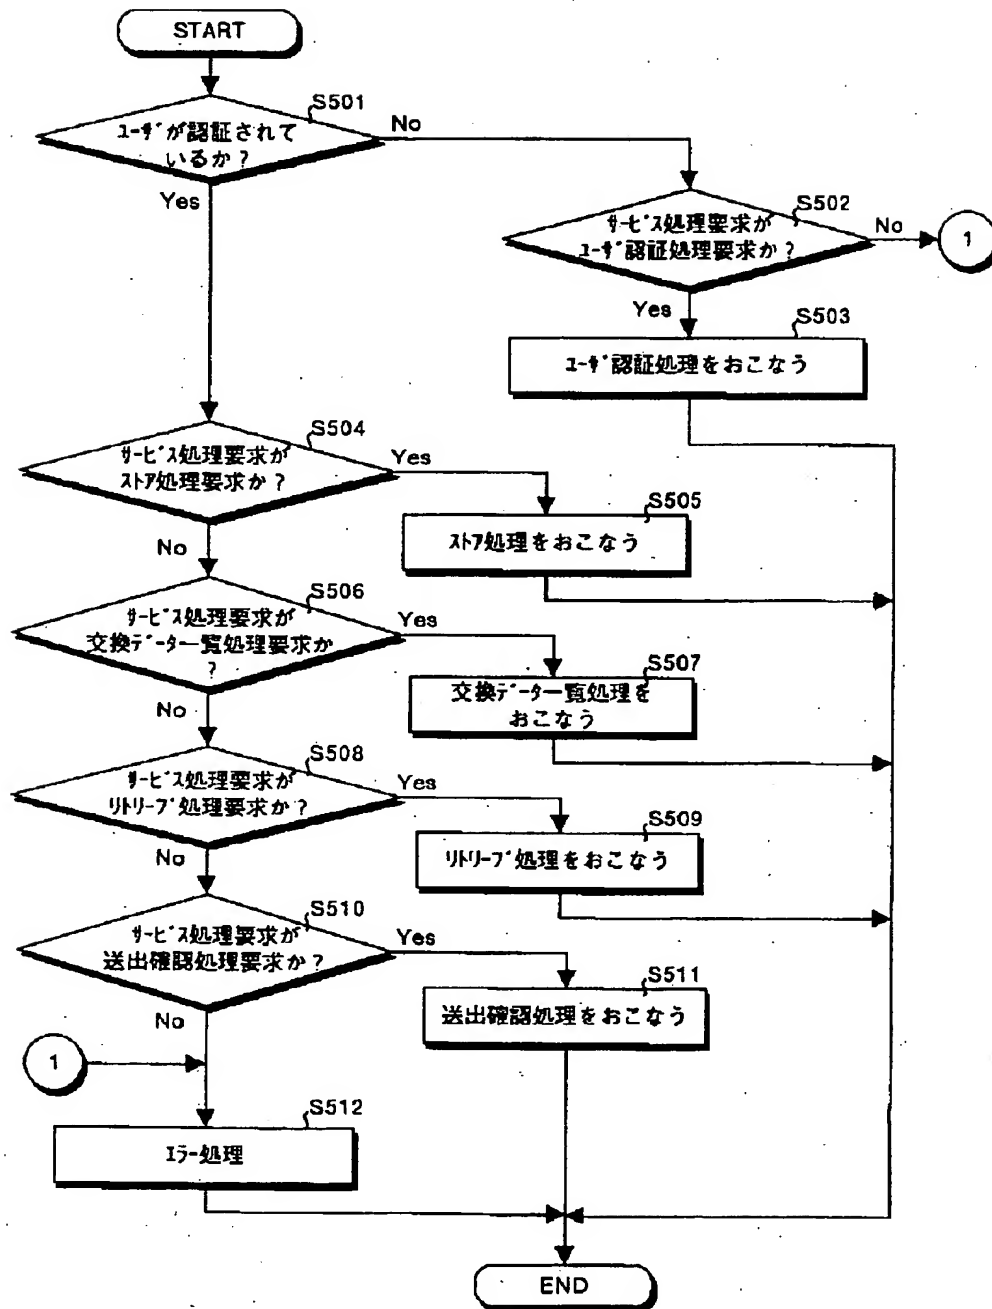 START
S501
ユーザが認証されて
いるか?
No
Yes
S502
サービス処理要求が
ユーザ認証処理要求か?
No
1
Yes
S503
ユーザ認証処理をおこなう
S504
サービス処理要求が
ストア処理要求か?
Yes
No
S505
ストア処理をおこなう
S506
サービス処理要求が
交換データ一覧処理要求か
?
Yes
No
S507
交換データ一覧処理を
おこなう
S508
サービス処理要求が
リトリーブ処理要求か?
Yes
No
S509
リトリーブ処理をおこなう
S510
サービス処理要求が
送出確認処理要求か?
Yes
No
S511
送出確認処理をおこなう
1
S512
エラー処理
END